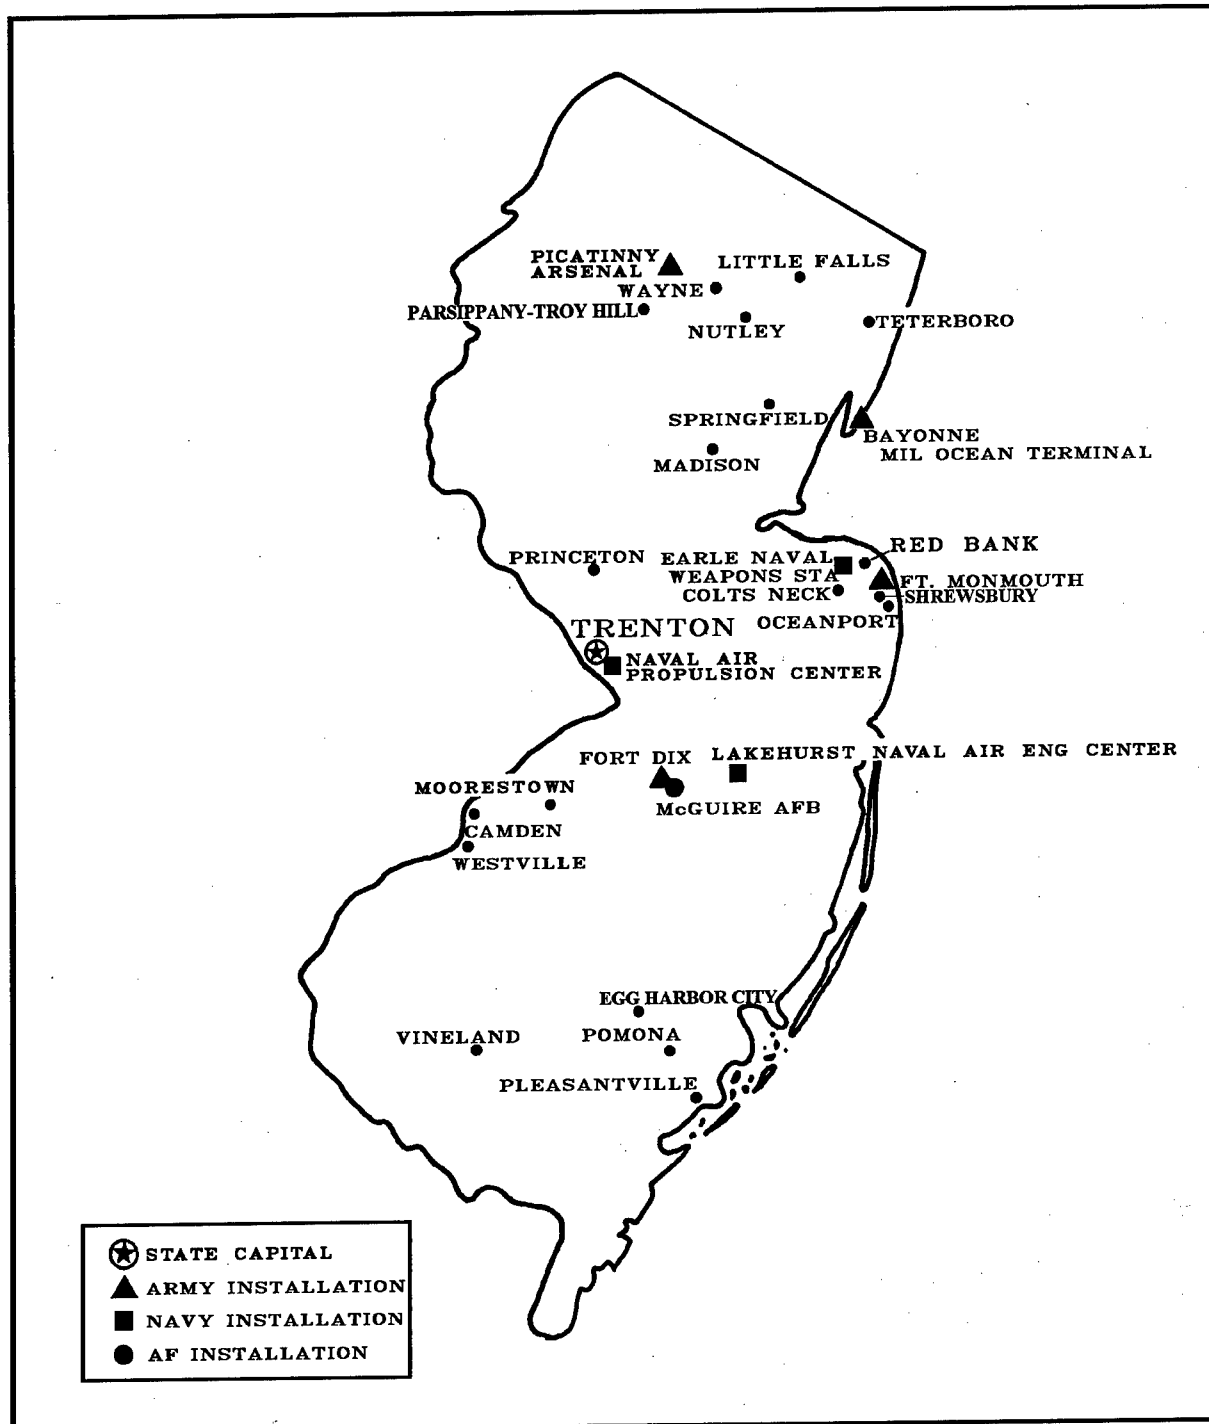 PICATINNY
ARSENAL
LITTLE FALLS
WAYNE
PARSIPPANY-TROY HILL
NUTLEY
TETERBORO
SPRINGFIELD
BAYONNE
MIL OCEAN TERMINAL
MADISON
RED BANK
PRINCETON
EARLE NAVAL
WEAPONS STA
COLTS NECK
FT. MONMOUTH
SHREWSBURY
OCEANPORT
TRENTON
NAVAL AIR
PROPULSION CENTER
FORT DIX
LAKEHURST NAVAL AIR ENG CENTER
MOORESTOWN
McGUIRE AFB
CAMDEN
WESTVILLE
EGG HARBOR CITY
VINELAND
POMONA
PLEASANTVILLE
STATE CAPITAL
ARMY INSTALLATION
NAVY INSTALLATION
AF INSTALLATION